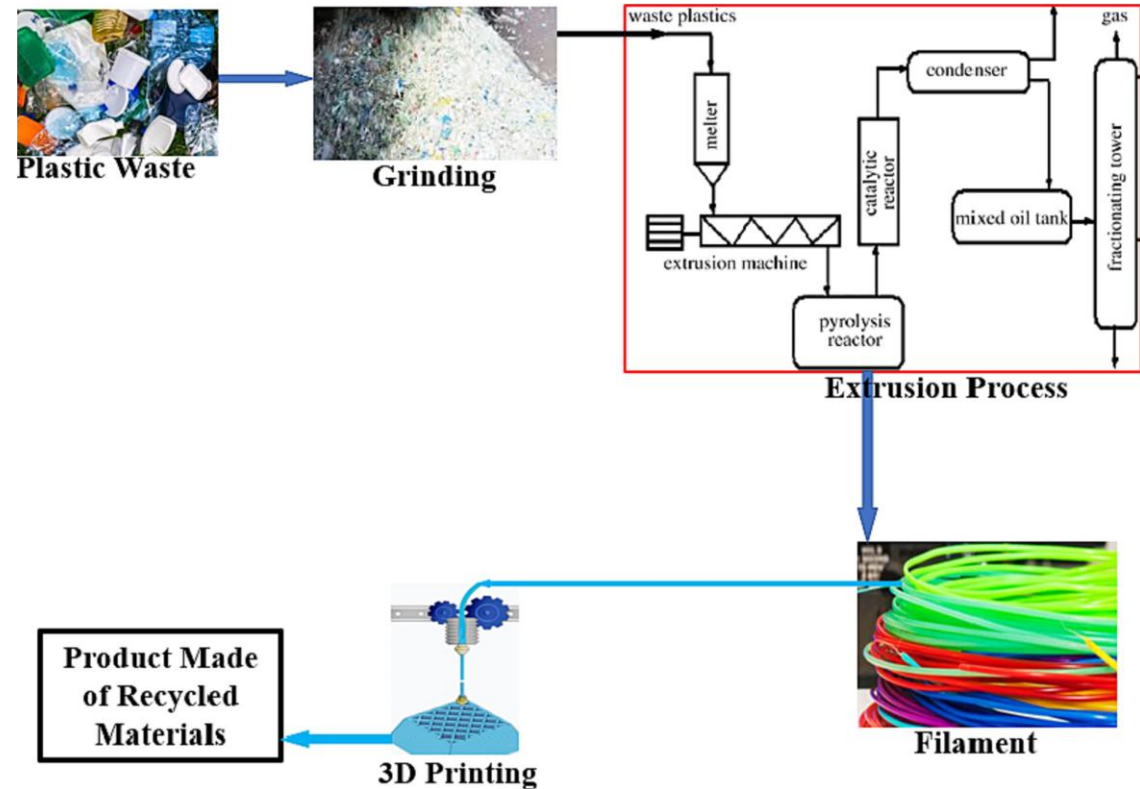 Plastic Waste
Grinding
waste plastics
melter
extrusion machine
pyrolysis
reactor
catalytic
reactor
condenser
mixed oil tank
gas
fractionating tower
Extrusion Process
Filament
3D Printing
Product Made
of Recycled
Materials